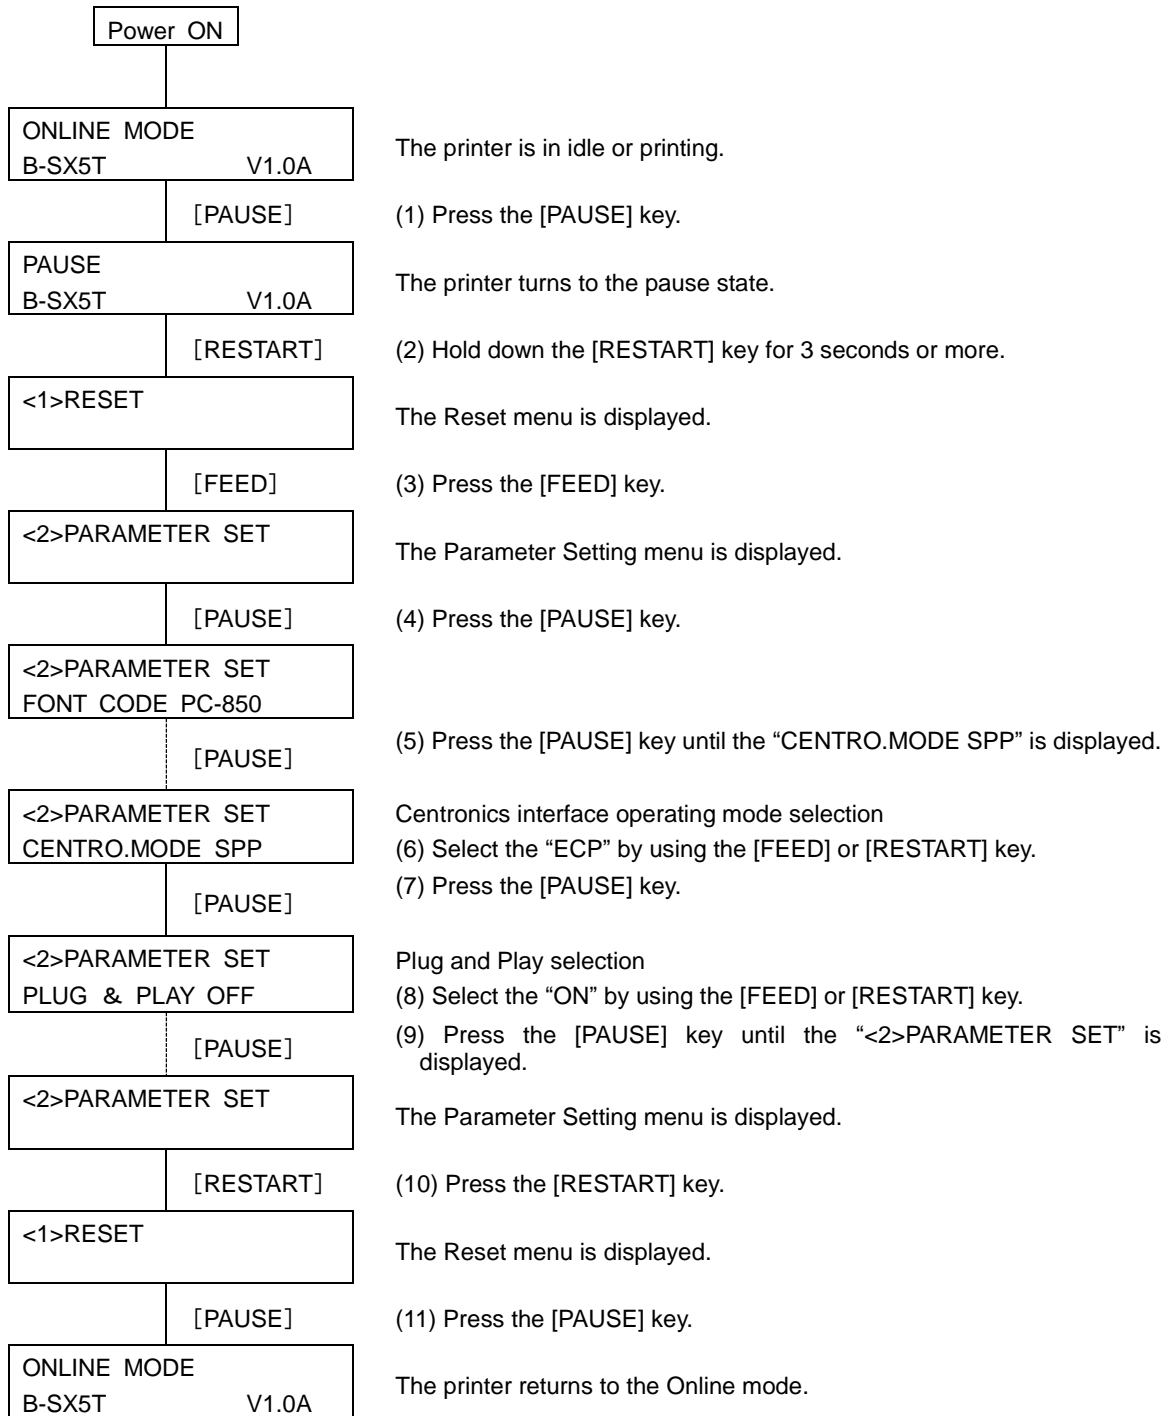 Power ON
ONLINE MODE
B-SX5T V1.0A
The printer is in idle or printing.
[PAUSE]
(1) Press the [PAUSE] key.
PAUSE
B-SX5T V1.0A
The printer turns to the pause state.
[RESTART]
(2) Hold down the [RESTART] key for 3 seconds or more.
<1>RESET
The Reset menu is displayed.
[FEED]
(3) Press the [FEED] key.
<2>PARAMETER SET
The Parameter Setting menu is displayed.
[PAUSE]
(4) Press the [PAUSE] key.
<2>PARAMETER SET
FONT CODE PC-850
[PAUSE]
(5) Press the [PAUSE] key until the “CENTRO.MODE SPP” is displayed.
<2>PARAMETER SET
CENTRO.MODE SPP
Centronics interface operating mode selection
(6) Select the “ECP” by using the [FEED] or [RESTART] key.
(7) Press the [PAUSE] key.
[PAUSE]
<2>PARAMETER SET
PLUG & PLAY OFF
Plug and Play selection
(8) Select the “ON” by using the [FEED] or [RESTART] key.
(9) Press the [PAUSE] key until the “<2>PARAMETER SET” is
displayed.
[PAUSE]
<2>PARAMETER SET
The Parameter Setting menu is displayed.
[RESTART]
(10) Press the [RESTART] key.
<1>RESET
The Reset menu is displayed.
[PAUSE]
(11) Press the [PAUSE] key.
ONLINE MODE
B-SX5T V1.0A
The printer returns to the Online mode.